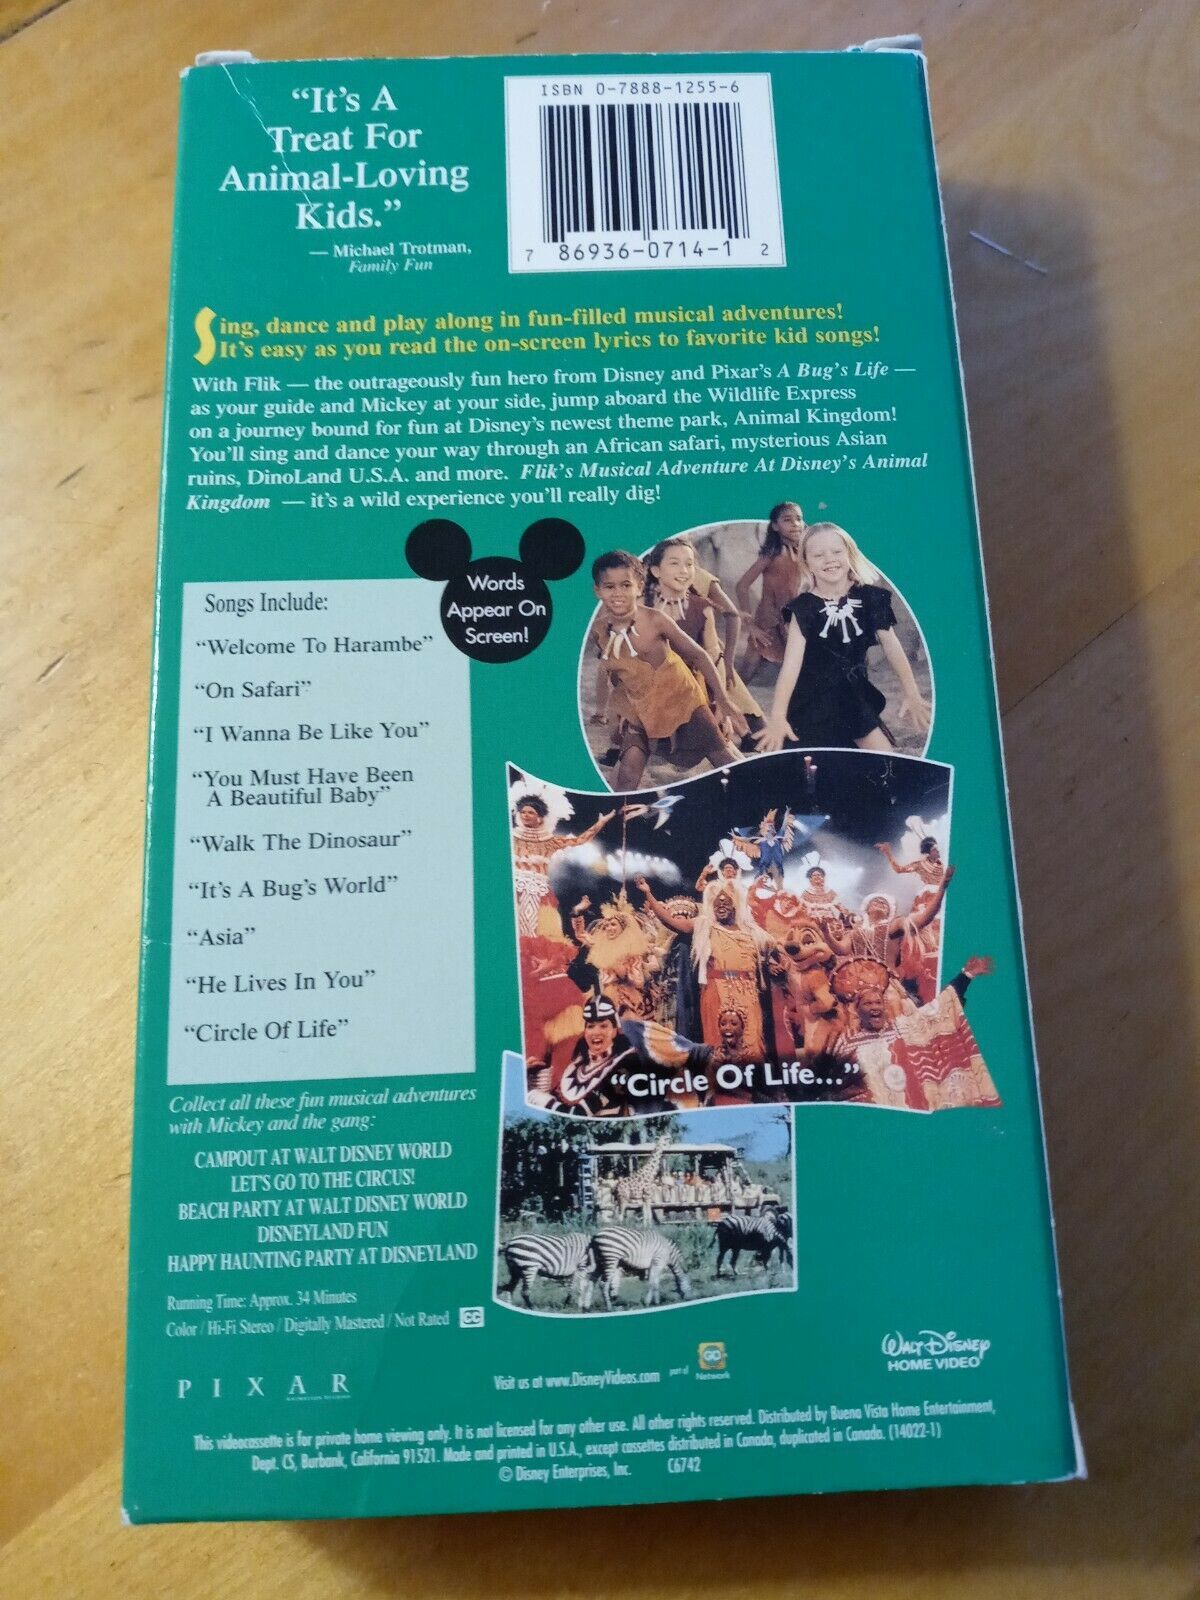 “It's A
Treat For
Animal-Loving
Kids.”
— Michael Trotman,
Family Fun
ISBN 0-7888-1255-6
7 86936-0714-1 2
Sing, dance and play along in fun-filled musical adventures!
It's easy as you read the on-screen lyrics to favorite kid songs!
With Flik — the outrageously fun hero from Disney and Pixar's A Bug's Life —
as your guide and Mickey at your side, jump aboard the Wildlife Express
on a journey bound for fun at Disney's newest theme park, Animal Kingdom!
You'll sing and dance your way through an African safari, mysterious Asian
ruins, DinoLand U.S.A. and more. Flik's Musical Adventure At Disney's Animal
Kingdom — it's a wild experience you'll really dig!
Words
Appear On
Screen!
Songs Include:
“Welcome To Harambe”
“On Safari”
“I Wanna Be Like You”
“You Must Have Been
A Beautiful Baby”
“Walk The Dinosaur”
“It's A Bug's World”
“Asia”
“He Lives In You”
“Circle Of Life”
“Circle Of Life...”
Collect all these fun musical adventures
with Mickey and the gang:
CAMPOUT AT WALT DISNEY WORLD
LET'S GO TO THE CIRCUS!
BEACH PARTY AT WALT DISNEY WORLD
DISNEYLAND FUN
HAPPY HAUNTING PARTY AT DISNEYLAND
Running Time: Approx. 34 Minutes
Color / Hi-Fi Stereo / Digitally Mastered / Not Rated CC
PIXAR
ANIMATION STUDIOS
Visit us at www.DisneyVideos.com part of GO Network
WALT DISNEY
HOME VIDEO
This videocassette is for private home viewing only. It is not licensed for any other use. All other rights reserved. Distributed by Buena Vista Home Entertainment,
Dept. CS, Burbank, California 91521. Made and printed in U.S.A., except cassettes distributed in Canada, duplicated in Canada. (14022-1)
© Disney Enterprises, Inc. C6742